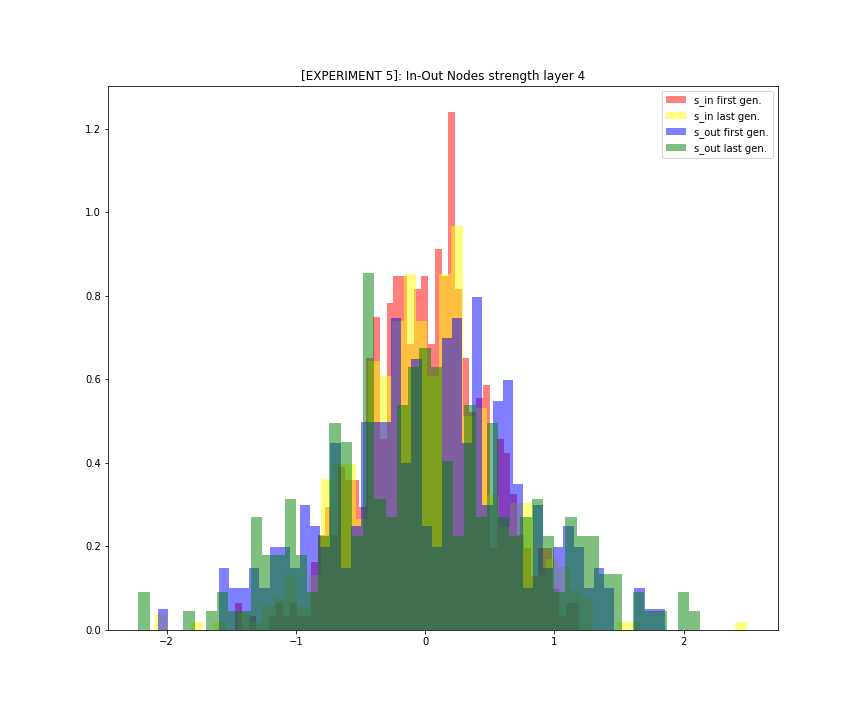 [EXPERIMENT 5]: In-Out Nodes strength layer 4
s_in first gen.
s_in last gen.
s_out first gen.
s_out last gen.
1.2
1.0
0.8
0.6
0.4
0.2
0.0
−2 −1 0 1 2